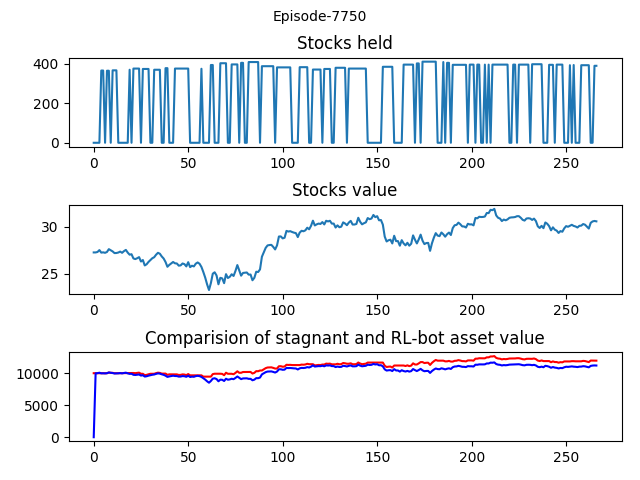 Episode-7750
Stocks held
400
200
0
0 50 100 150 200 250
Stocks value
30
25
0 50 100 150 200 250
Comparision of stagnant and RL-bot asset value
10000
5000
0
0 50 100 150 200 250